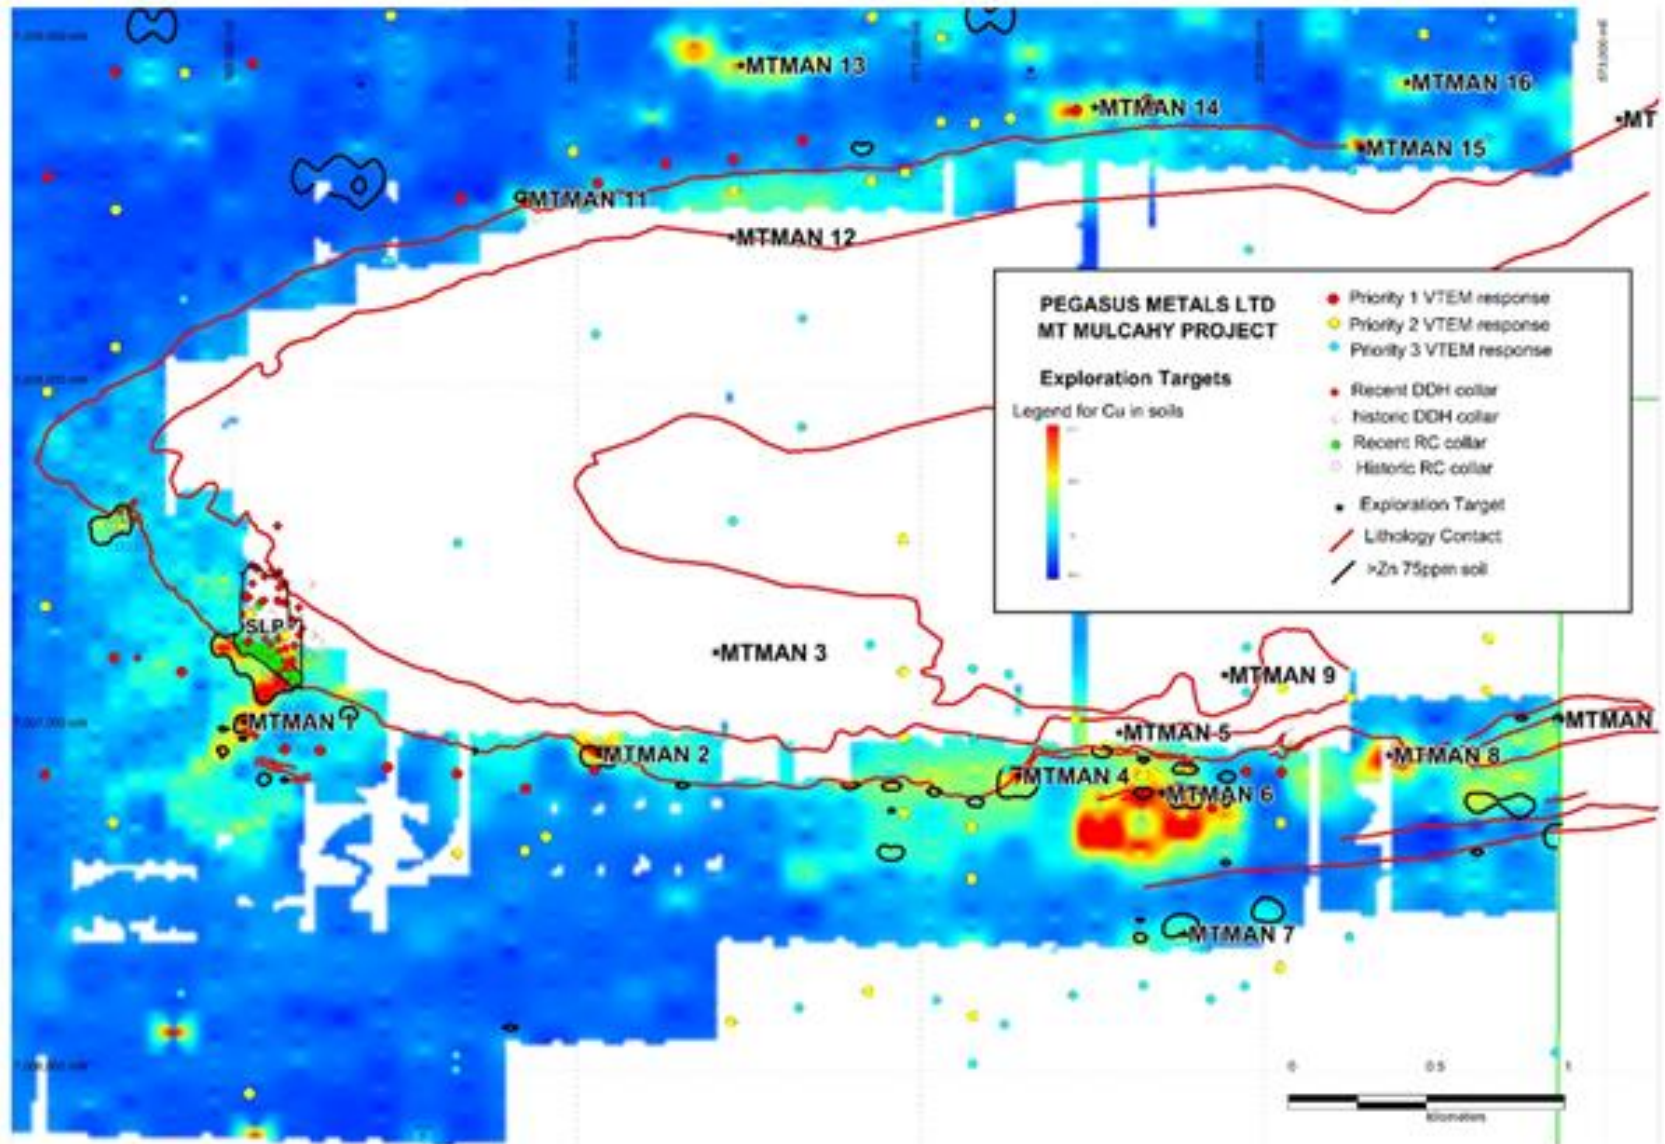 MTMAN 13
MTMAN 16
MTMAN 14
MT
MTMAN 15
MTMAN 11
MTMAN 12
PEGASUS METALS LTD
MT MULCAHY PROJECT
Exploration Targets
Legend for Cu in soils
Priority 1 VTEM response
Priority 2 VTEM response
Priority 3 VTEM response
Recent DDH collar
historic DDH collar
Recent RC collar
Historic RC collar
Exploration Target
Lithology Contact
>Zn 75ppm soil
SLP
MTMAN 3
MTMAN 9
MTMAN 1
MTMAN 5
MTMAN
MTMAN 2
MTMAN 8
MTMAN 4
MTMAN 6
MTMAN 7
0 0.5 1
kilometers